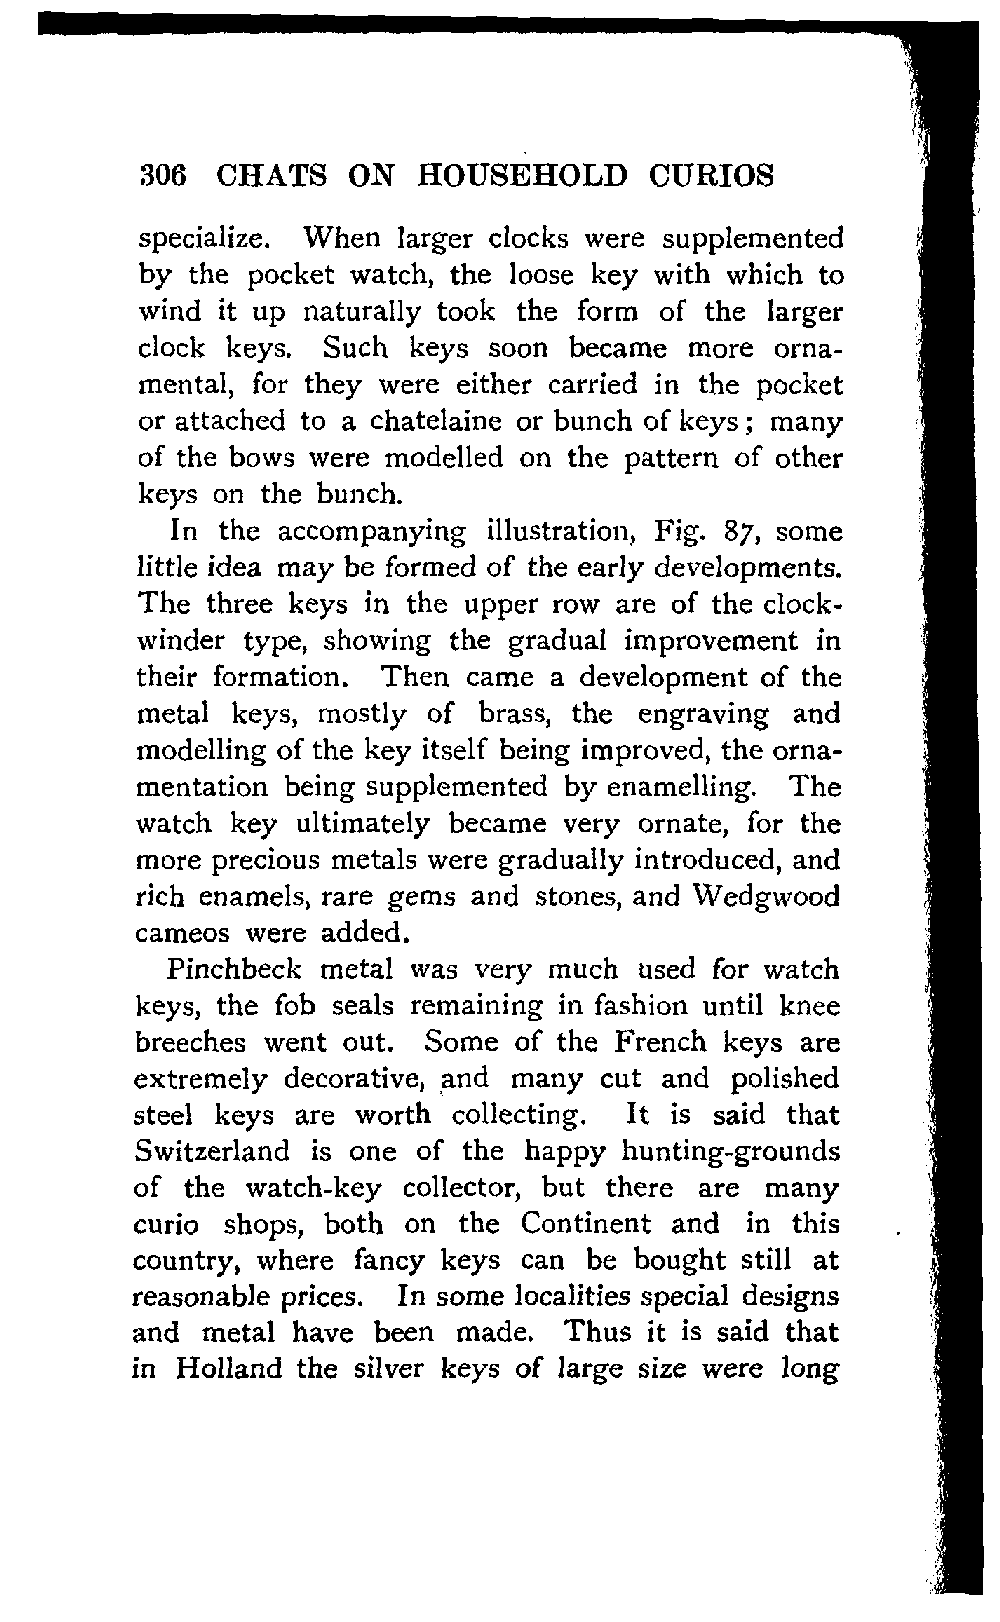 306 CHATS ON HOUSEHOLD CURIOS
specialize. When larger clocks were supplemented
by the pocket watch, the loose key with which to
wind it up naturally took the form of the larger
clock keys. Such keys soon became more orna-
mental, for they were either carried in the pocket
or attached to a chatelaine or bunch of keys; many
of the bows were modelled on the pattern of other
keys on the bunch.
In the accompanying illustration, Fig. 87, some
little idea may be formed of the early developments.
The three keys in the upper row are of the clock-
winder type, showing the gradual improvement in
their formation. Then came a development of the
metal keys, mostly of brass, the engraving and
modelling of the key itself being improved, the orna-
mentation being supplemented by enamelling. The
watch key ultimately became very ornate, for the
more precious metals were gradually introduced, and
rich enamels, rare gems and stones, and Wedgwood
cameos were added.
Pinchbeck metal was very much used for watch
keys, the fob seals remaining in fashion until knee
breeches went out. Some of the French keys are
extremely decorative, and many cut and polished
steel keys are worth collecting. It is said that
Switzerland is one of the happy hunting-grounds
of the watch-key collector, but there are many
curio shops, both on the Continent and in this
country, where fancy keys can be bought still at
reasonable prices. In some localities special designs
and metal have been made. Thus it is said that
in Holland the silver keys of large size were long